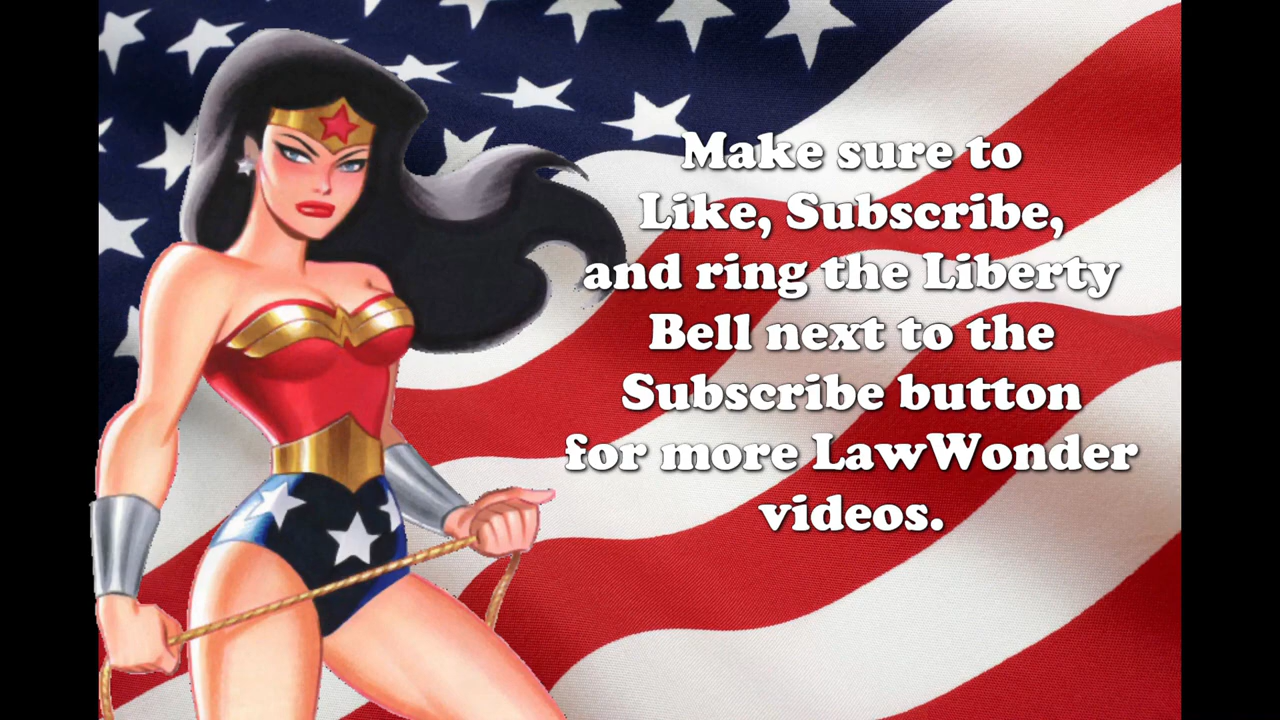 Make sure to
Like, Subscribe,
and ring the Liberty
Bell next to the
Subscribe button
for more LawWonder
videos.